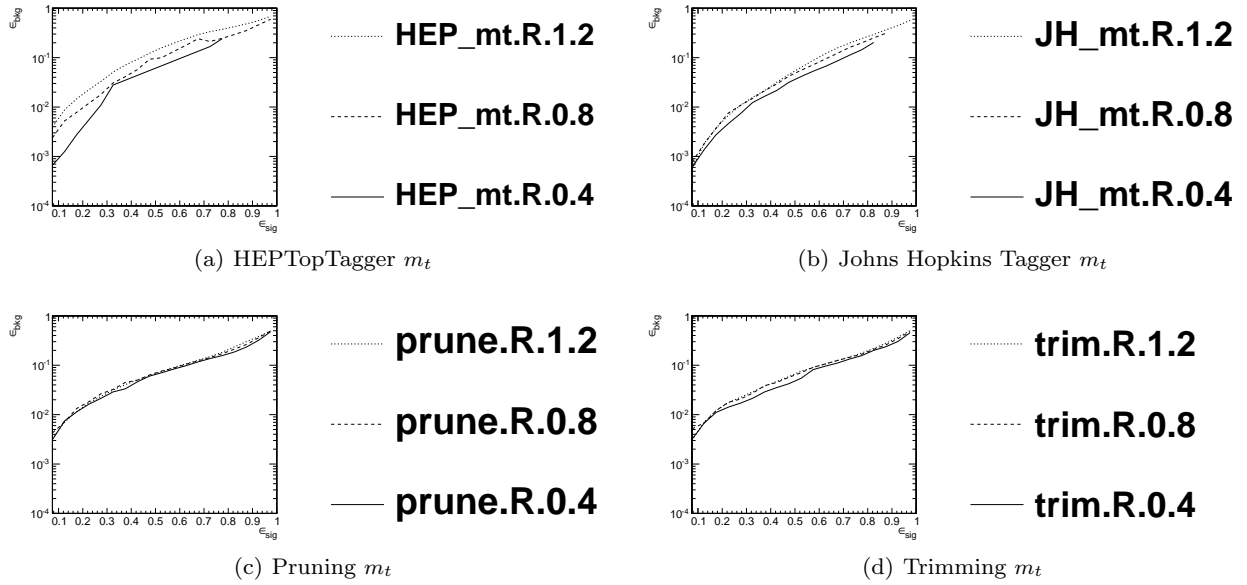 ∈bkg
1
10^-1
10^-2
10^-3
10^-4
0.1 0.2 0.3 0.4 0.5 0.6 0.7 0.8 0.9 1
∈sig
HEP_mt.R.1.2
HEP_mt.R.0.8
HEP_mt.R.0.4
(a) HEPTopTagger m_t
∈bkg
1
10^-1
10^-2
10^-3
10^-4
0.1 0.2 0.3 0.4 0.5 0.6 0.7 0.8 0.9 1
∈sig
JH_mt.R.1.2
JH_mt.R.0.8
JH_mt.R.0.4
(b) Johns Hopkins Tagger m_t
∈bkg
1
10^-1
10^-2
10^-3
10^-4
0.1 0.2 0.3 0.4 0.5 0.6 0.7 0.8 0.9 1
∈sig
prune.R.1.2
prune.R.0.8
prune.R.0.4
(c) Pruning m_t
∈bkg
1
10^-1
10^-2
10^-3
10^-4
0.1 0.2 0.3 0.4 0.5 0.6 0.7 0.8 0.9 1
∈sig
trim.R.1.2
trim.R.0.8
trim.R.0.4
(d) Trimming m_t